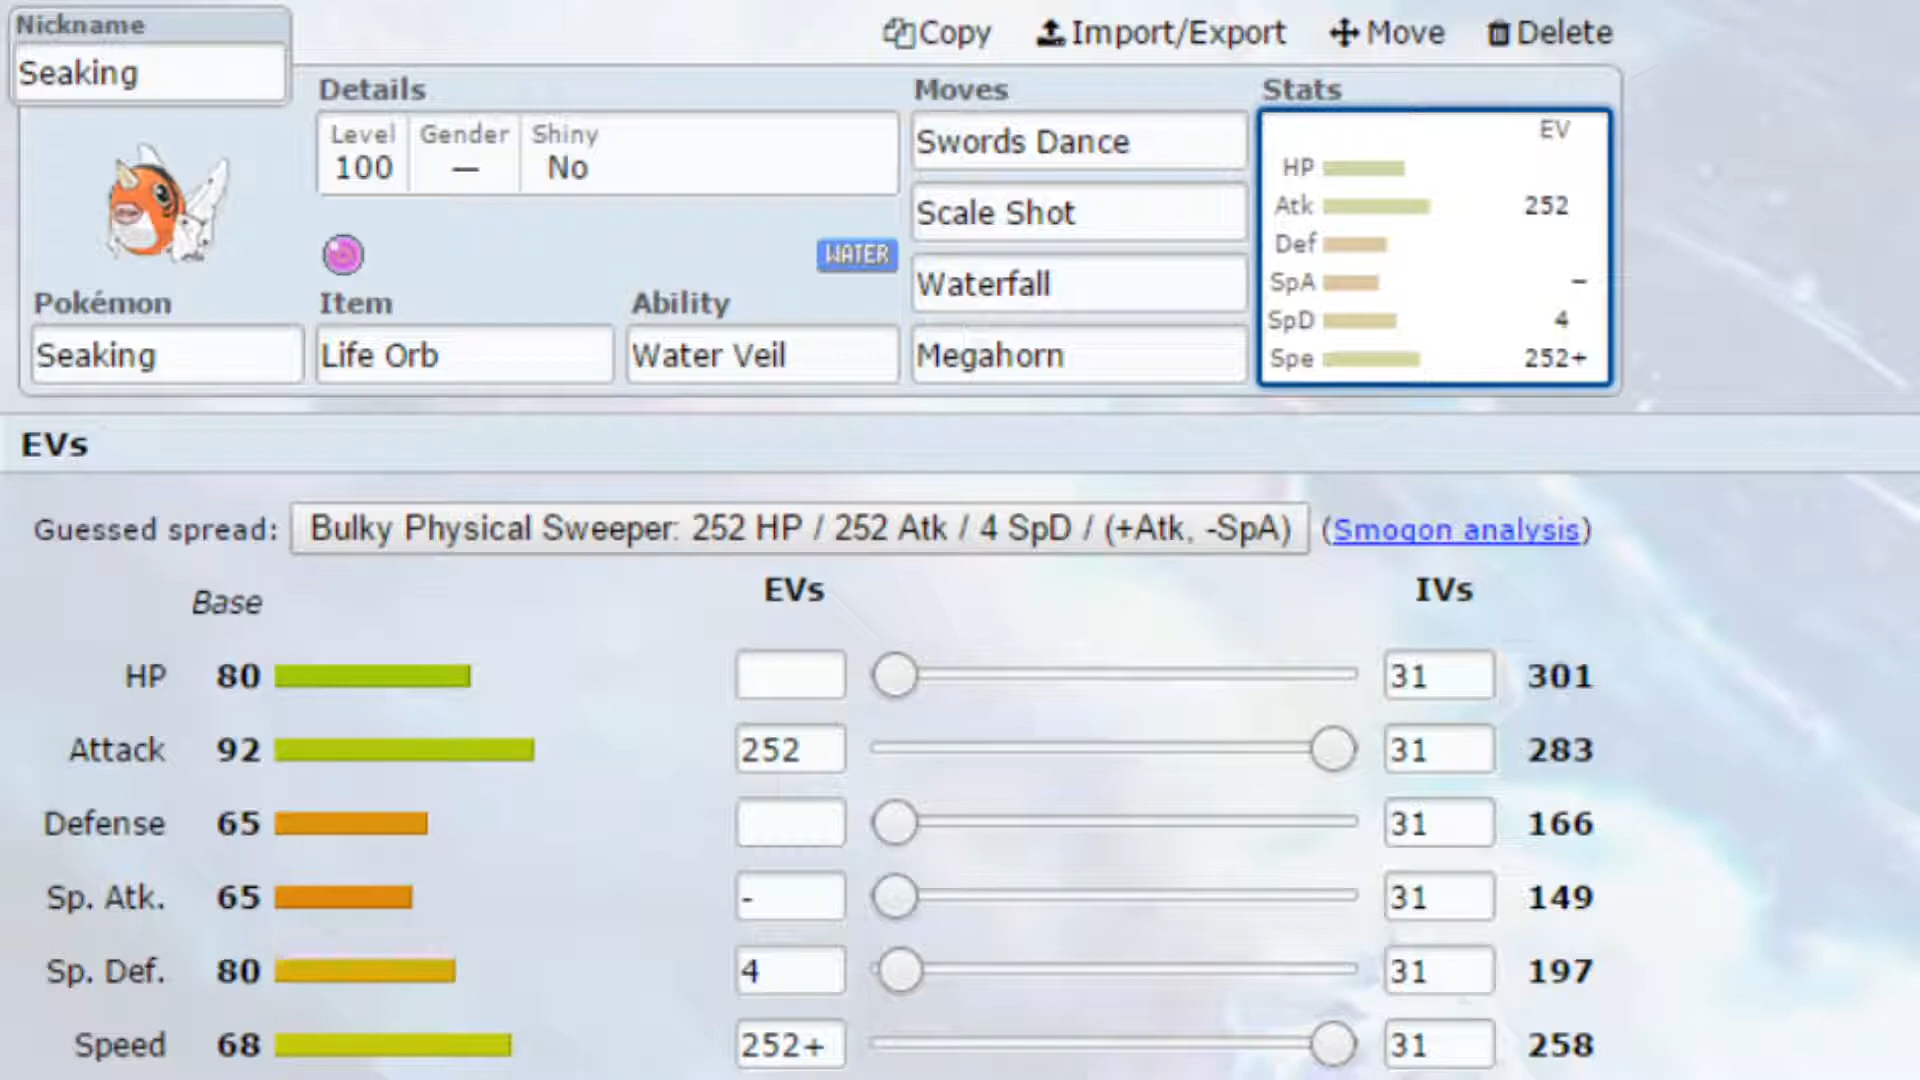 Nickname
Seaking
Copy Import/Export Move Delete
Details
Level Gender Shiny
100 — No
WATER
Pokémon Item Ability
Seaking Life Orb Water Veil
Moves
Swords Dance
Scale Shot
Waterfall
Megahorn
Stats
EV
HP
Atk 252
Def
SpA –
SpD 4
Spe 252+
EVs
Guessed spread: Bulky Physical Sweeper: 252 HP / 252 Atk / 4 SpD / (+Atk, -SpA) (Smogon analysis)
Base EVs IVs
HP 80 31 301
Attack 92 252 31 283
Defense 65 31 166
Sp. Atk. 65 - 31 149
Sp. Def. 80 4 31 197
Speed 68 252+ 31 258